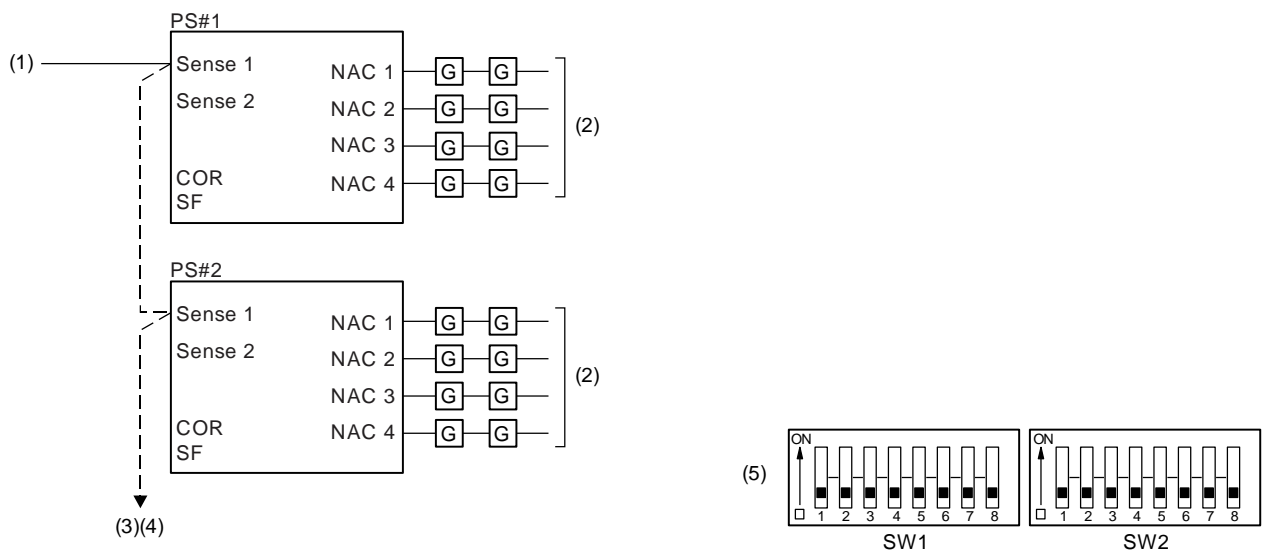 PS#1
(1)
Sense 1
NAC 1
G G
Sense 2
NAC 2
G G
(2)
NAC 3
G G
COR
NAC 4
G G
SF
PS#2
Sense 1
NAC 1
G G
Sense 2
NAC 2
G G
(2)
NAC 3
G G
COR
NAC 4
G G
SF
(3)(4)
(5)
ON
1 2 3 4 5 6 7 8
SW1
ON
1 2 3 4 5 6 7 8
SW2